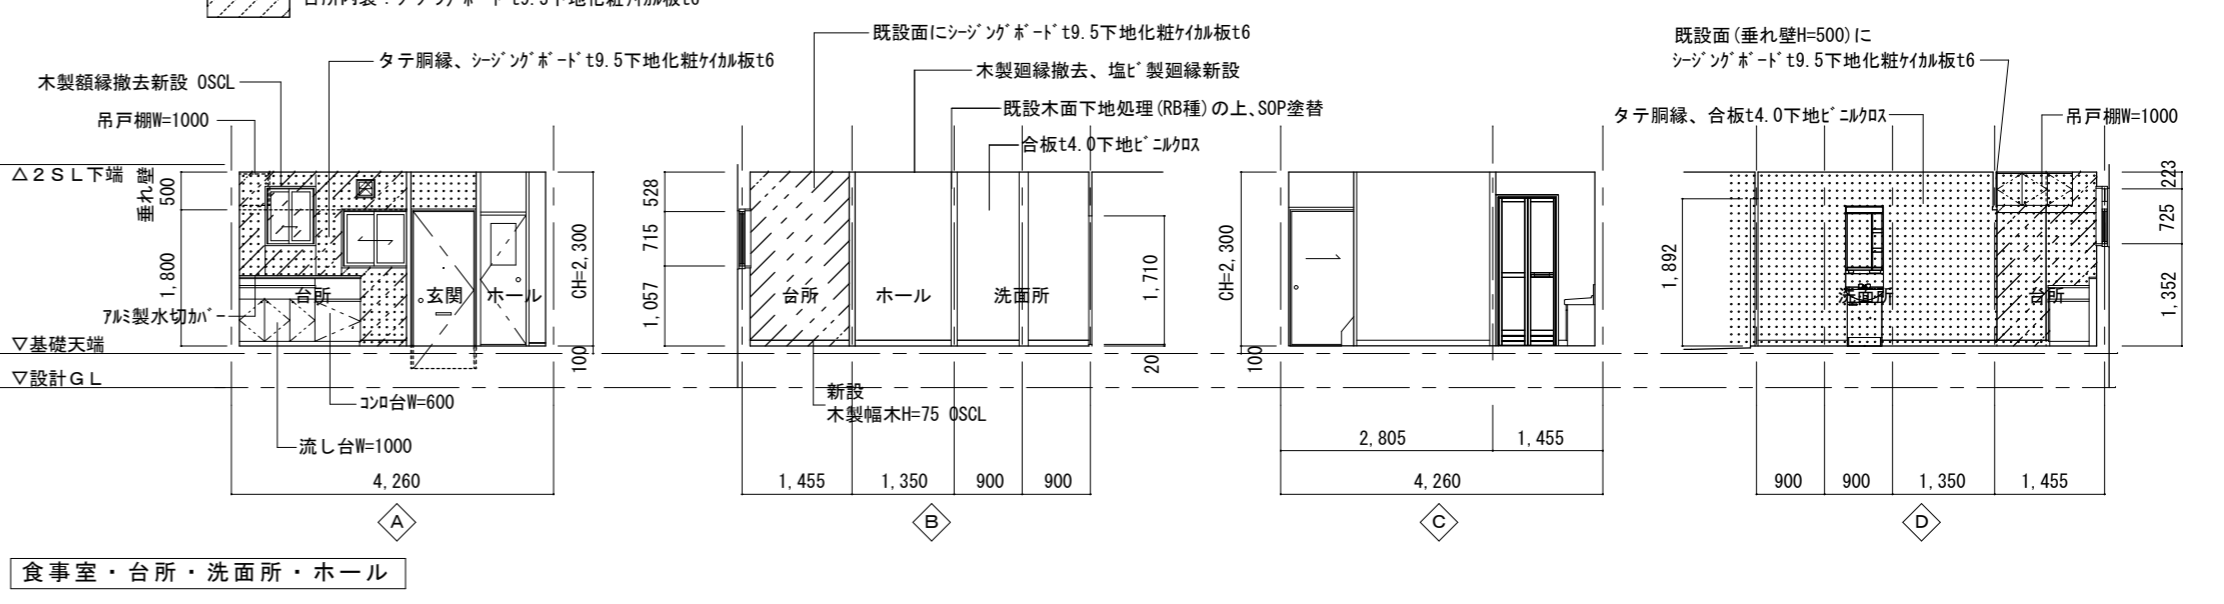 木製額縁撤去新設 OSCL
吊戸棚W=1000
タテ胴縁、ｼｰｼﾞﾝｸﾞﾎﾞｰﾄﾞt9.5下地化粧ｹｲｶﾙ板t6
△２ＳＬ下端
垂れ壁
500
1,800
台所
玄関
ホール
CH=2,300
100
ｱﾙﾐ製水切ｶﾊﾞｰ
▽基礎天端
▽設計ＧＬ
ｺﾝﾛ台W=600
流し台W=1000
4,260
A
既設面にｼｰｼﾞﾝｸﾞﾎﾞｰﾄﾞt9.5下地化粧ｹｲｶﾙ板t6
木製廻縁撤去、塩ﾋﾞ製廻縁新設
既設木面下地処理(RB種)の上、SOP塗替
合板t4.0下地ﾋﾞﾆﾙｸﾛｽ
528
715
1,057
台所
ホール
洗面所
1,710
20
新設
木製幅木H=75 OSCL
1,455
1,350
900
900
B
CH=2,300
100
2,805
1,455
4,260
C
既設面(垂れ壁H=500)に
ｼｰｼﾞﾝｸﾞﾎﾞｰﾄﾞt9.5下地化粧ｹｲｶﾙ板t6
タテ胴縁、合板t4.0下地ﾋﾞﾆﾙｸﾛｽ
吊戸棚W=1000
1,892
洗面所
台所
223
725
1,352
900
900
1,350
1,455
D
食事室・台所・洗面所・ホール